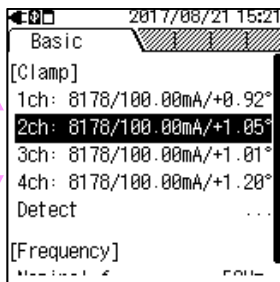 2017/08/21 15:21
Basic
[Clamp]
1ch: 8178/100.00mA/+0.92°
2ch: 8178/100.00mA/+1.05°
3ch: 8178/100.00mA/+1.01°
4ch: 8178/100.00mA/+1.20°
Detect ...
[Frequency]